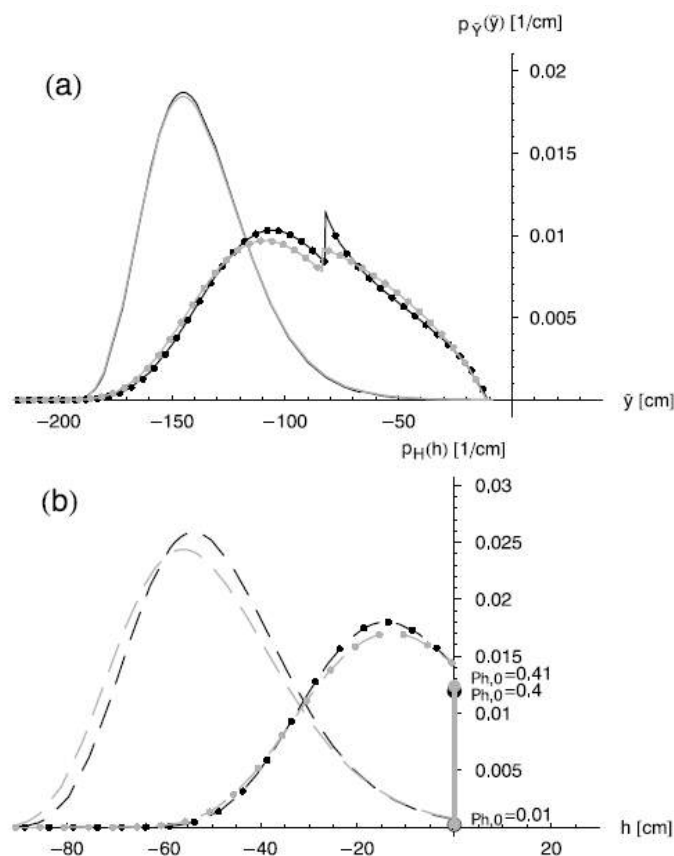 p_Ỹ(ỹ) [1/cm]
(a)
0.02
0.015
0.01
0.005
−200 −150 −100 −50 ỹ [cm]
p_H(h) [1/cm]
(b)
0.03
0.025
0.02
0.015
Ph,0=0.41
Ph,0=0.4
0.01
0.005
Ph,0=0.01
−80 −60 −40 −20 20 h [cm]